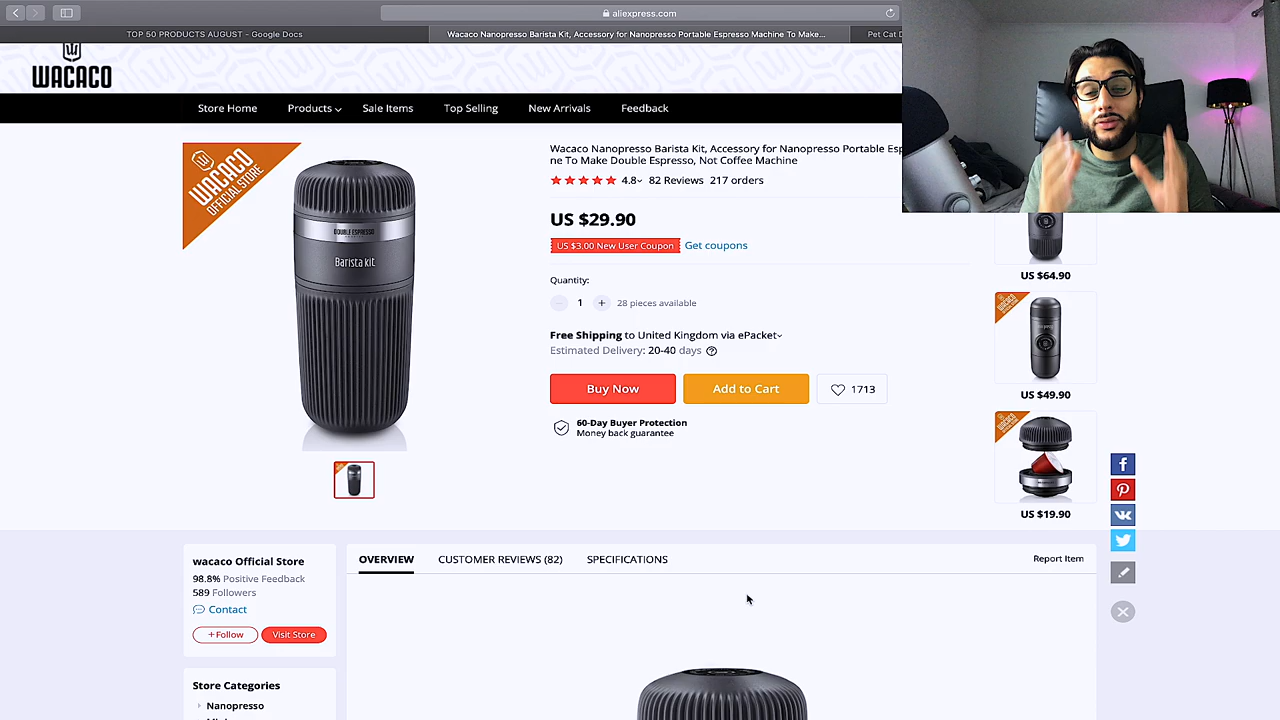 aliexpress.com
TOP 50 PRODUCTS AUGUST - Google Docs
Wacaco Nanopresso Barista Kit, Accessory for Nanopresso Portable Espresso Machine To Make...
Pet Cat
WACACO
Store Home
Products
Sale Items
Top Selling
New Arrivals
Feedback
WACACO
OFFICIAL STORE
DOUBLE ESPRESSO
Barista kit
Wacaco Nanopresso Barista Kit, Accessory for Nanopresso Portable Esp
ne To Make Double Espresso, Not Coffee Machine
4.8 82 Reviews 217 orders
US $29.90
US $3.00 New User Coupon Get coupons
Quantity:
1 + 28 pieces available
Free Shipping to United Kingdom via ePacket
Estimated Delivery: 20-40 days
Buy Now
Add to Cart
1713
60-Day Buyer Protection
Money back guarantee
US $64.90
US $49.90
US $19.90
wacaco Official Store
98.8% Positive Feedback
589 Followers
Contact
+ Follow
Visit Store
Store Categories
Nanopresso
OVERVIEW
CUSTOMER REVIEWS (82)
SPECIFICATIONS
Report Item